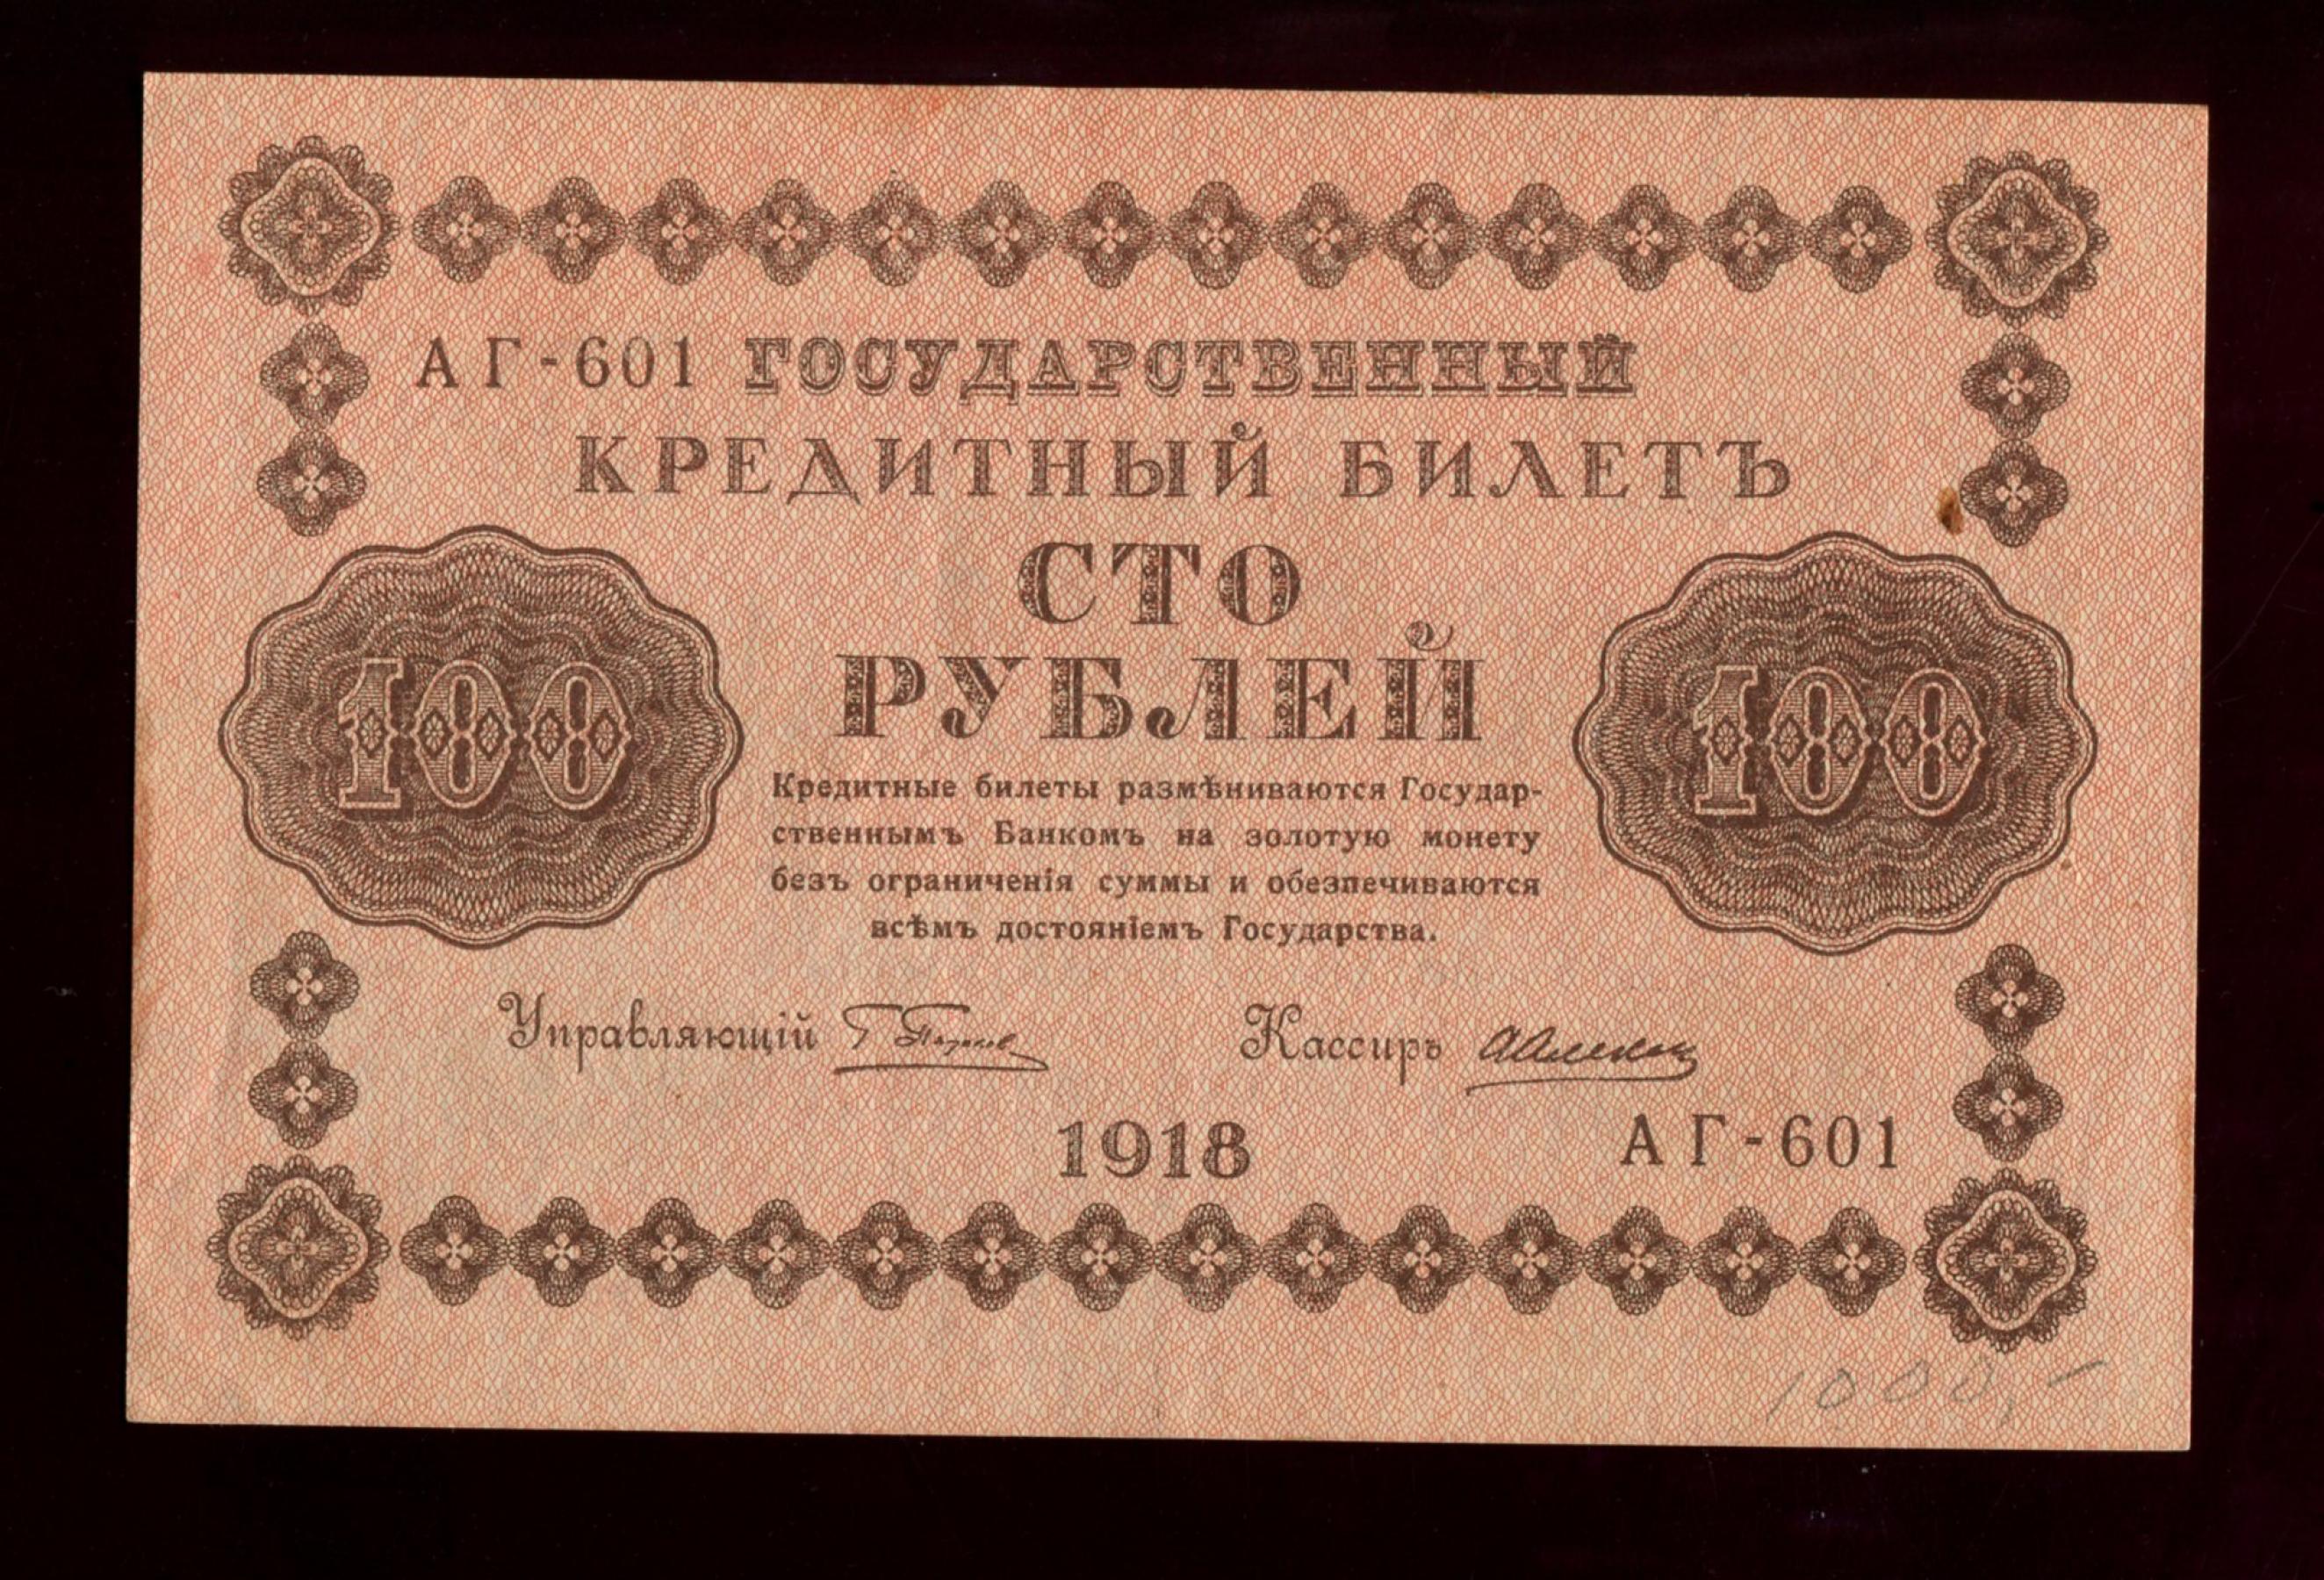 АГ-601 ГОСУДАРСТВЕННЫЙ
КРЕДИТНЫЙ БИЛЕТЪ
СТО
РУБЛЕЙ
100
100
Кредитные билеты размѣниваются Государ-
ственнымъ Банкомъ на золотую монету
безъ ограниченія суммы и обезпечиваются
всѣмъ достояніемъ Государства.
Управляющій
Кассиръ
1918
АГ-601
1000,-